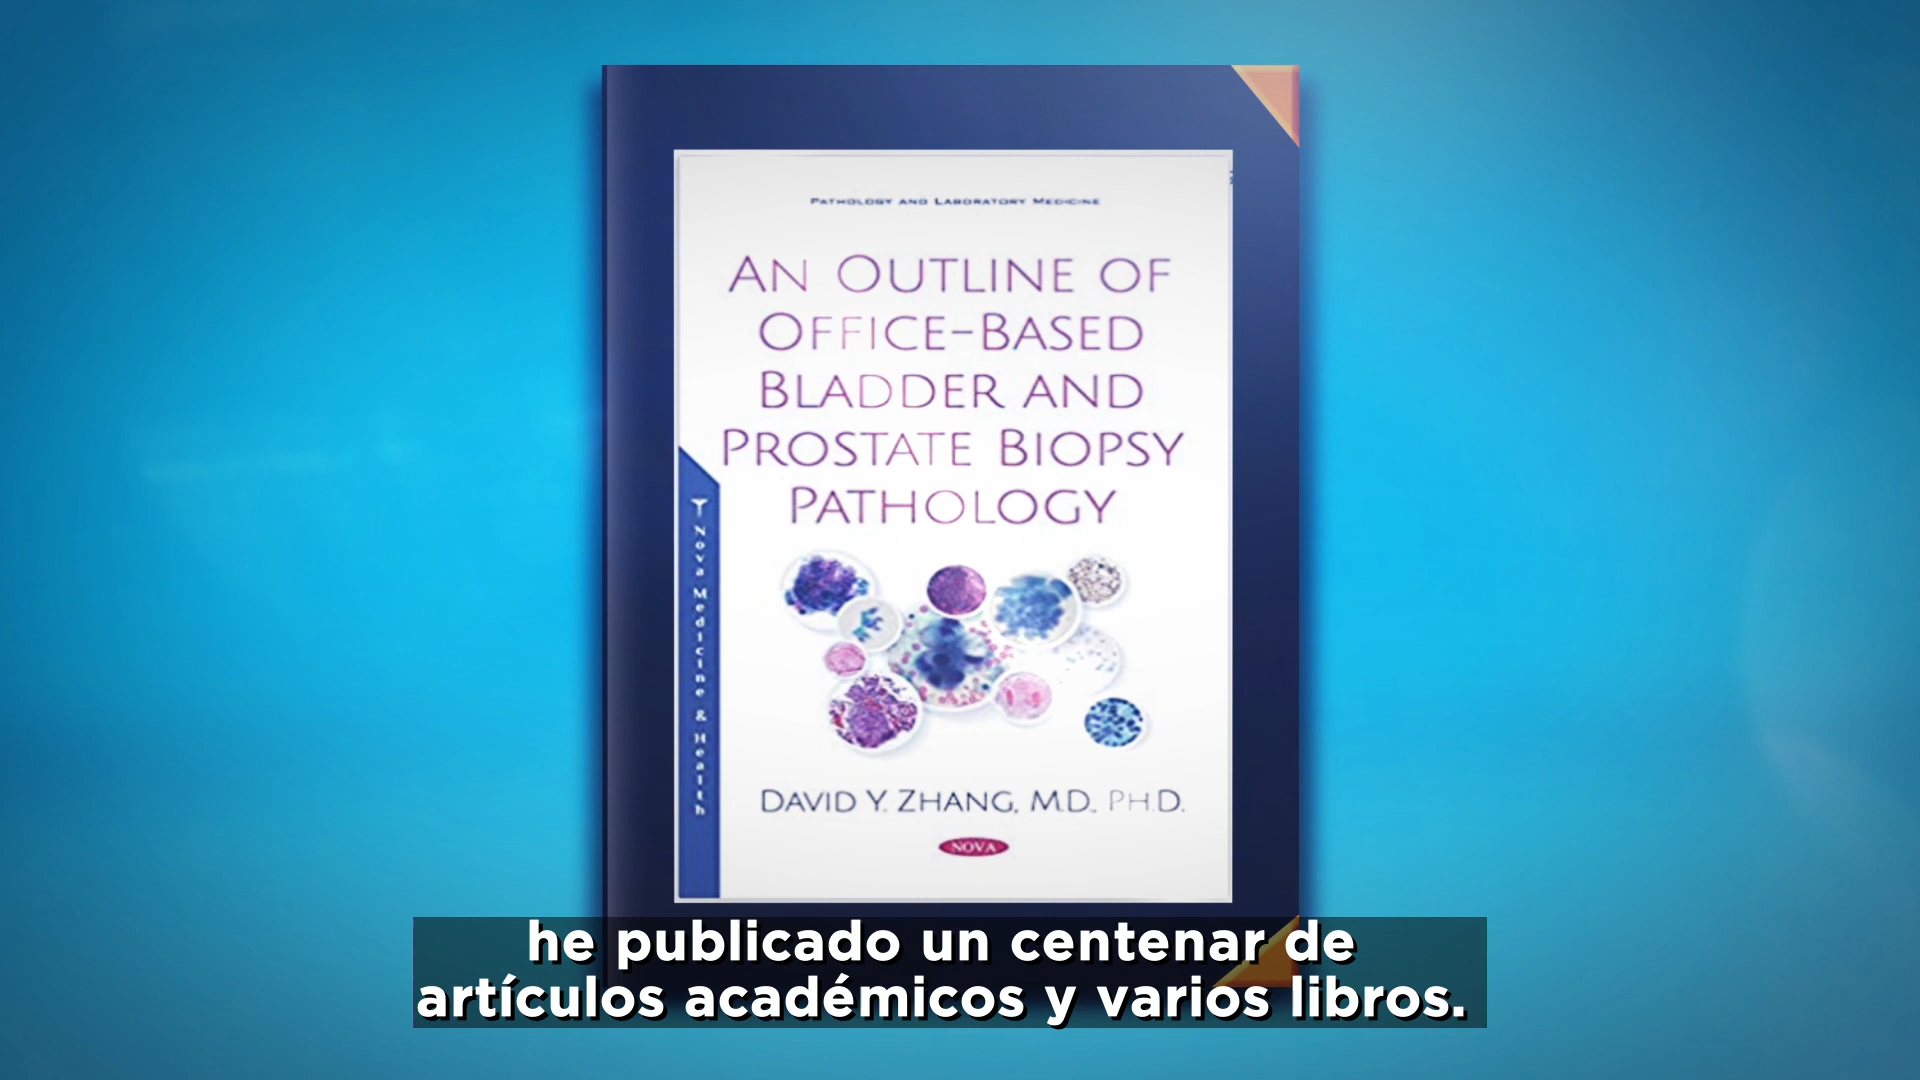 PATHOLOGY AND LABORATORY MEDICINE
AN OUTLINE OF
OFFICE-BASED
BLADDER AND
PROSTATE BIOPSY
PATHOLOGY
Nova Medicine & Health
DAVID Y. ZHANG, M.D., PH.D.
NOVA
he publicado un centenar de
artículos académicos y varios libros.